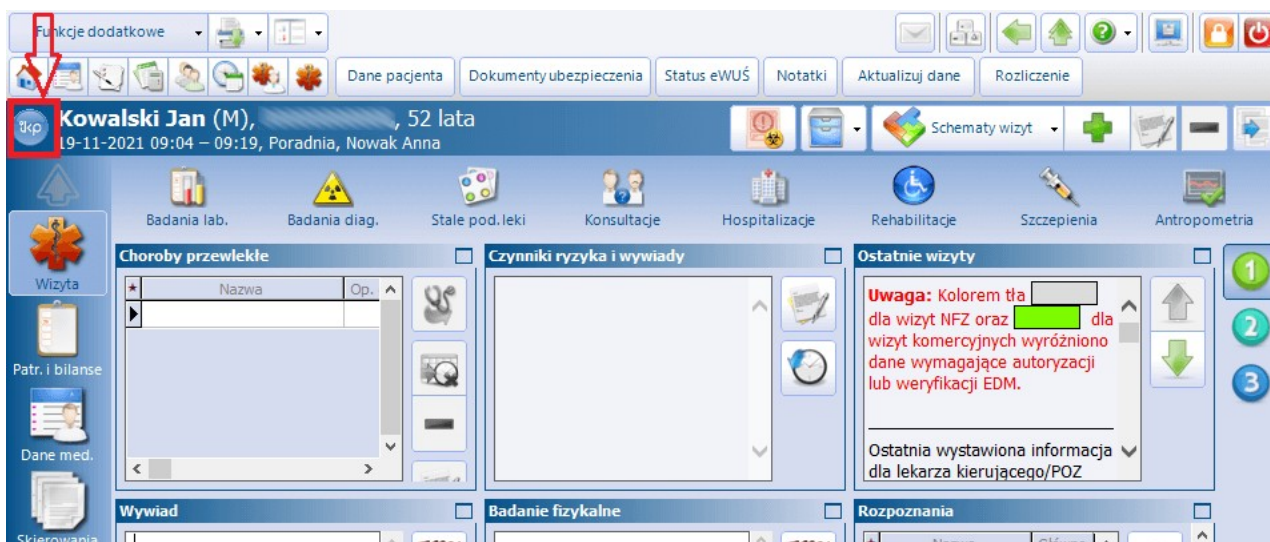 Funkcje dodatkowe
Dane pacjenta Dokumenty ubezpieczenia Status eWUŚ Notatki Aktualizuj dane Rozliczenie
Kowalski Jan (M), , 52 lata
19-11-2021 09:04 – 09:19, Poradnia, Nowak Anna
Schematy wizyt
Badania lab. Badania diag. Stale pod. leki Konsultacje Hospitalizacje Rehabilitacje Szczepienia Antropometria
Wizyta
Patr. i bilanse
Dane med.
Skierowania
Choroby przewlekłe
Nazwa Op.
Czynniki ryzyka i wywiady
Ostatnie wizyty
Uwaga: Kolorem tła
dla wizyt NFZ oraz dla
wizyt komercyjnych wyróżniono
dane wymagające autoryzacji
lub weryfikacji EDM.
Ostatnia wystawiona informacja
dla lekarza kierującego/POZ
1
2
3
Wywiad
Badanie fizykalne
Rozpoznania